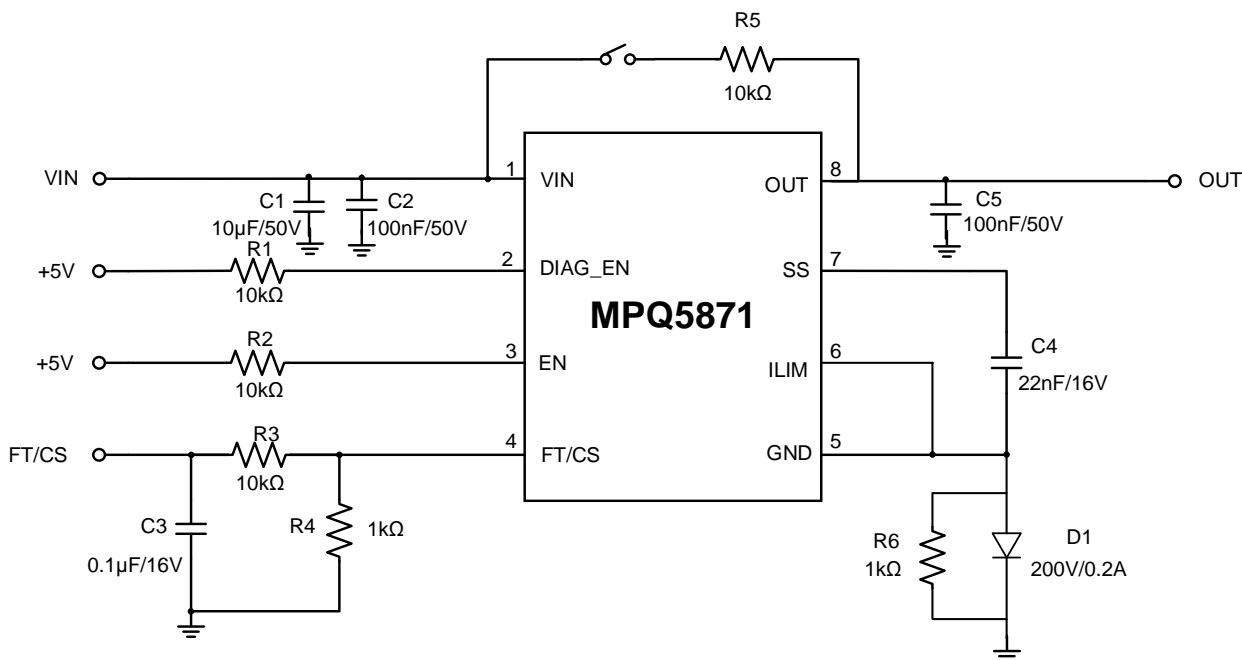 R5
10kΩ
VIN
C1
10µF/50V
C2
100nF/50V
1
VIN
OUT
8
C5
100nF/50V
OUT
+5V
R1
10kΩ
2
DIAG_EN
SS
7
MPQ5871
+5V
R2
10kΩ
3
EN
ILIM
6
C4
22nF/16V
FT/CS
R3
10kΩ
4
FT/CS
GND
5
C3
0.1µF/16V
R4
1kΩ
R6
1kΩ
D1
200V/0.2A